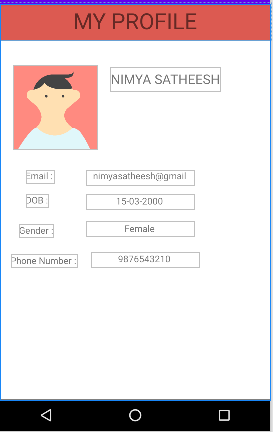 MY PROFILE
NIMYA SATHEESH
Email : nimyasatheesh@gmail
DOB : 15-03-2000
Gender : Female
Phone Number : 9876543210